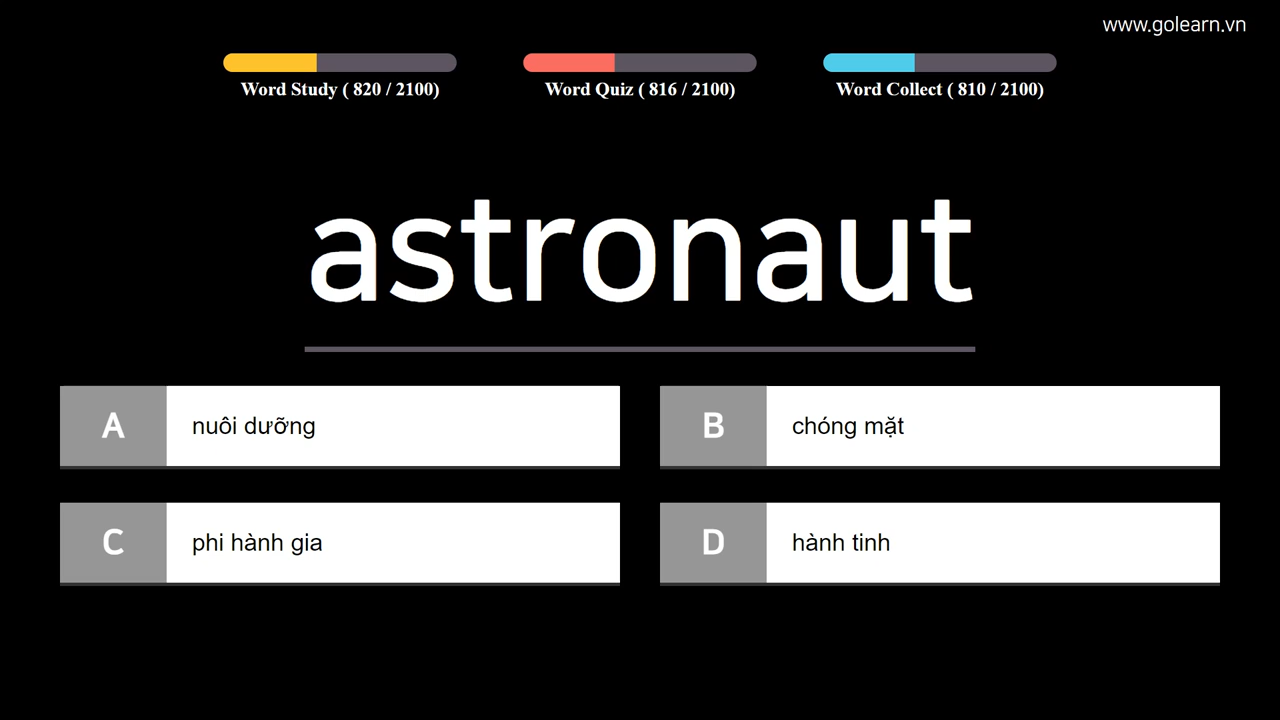 www.golearn.vn
Word Study ( 820 / 2100)
Word Quiz ( 816 / 2100)
Word Collect ( 810 / 2100)
astronaut
A nuôi dưỡng
B chóng mặt
C phi hành gia
D hành tinh